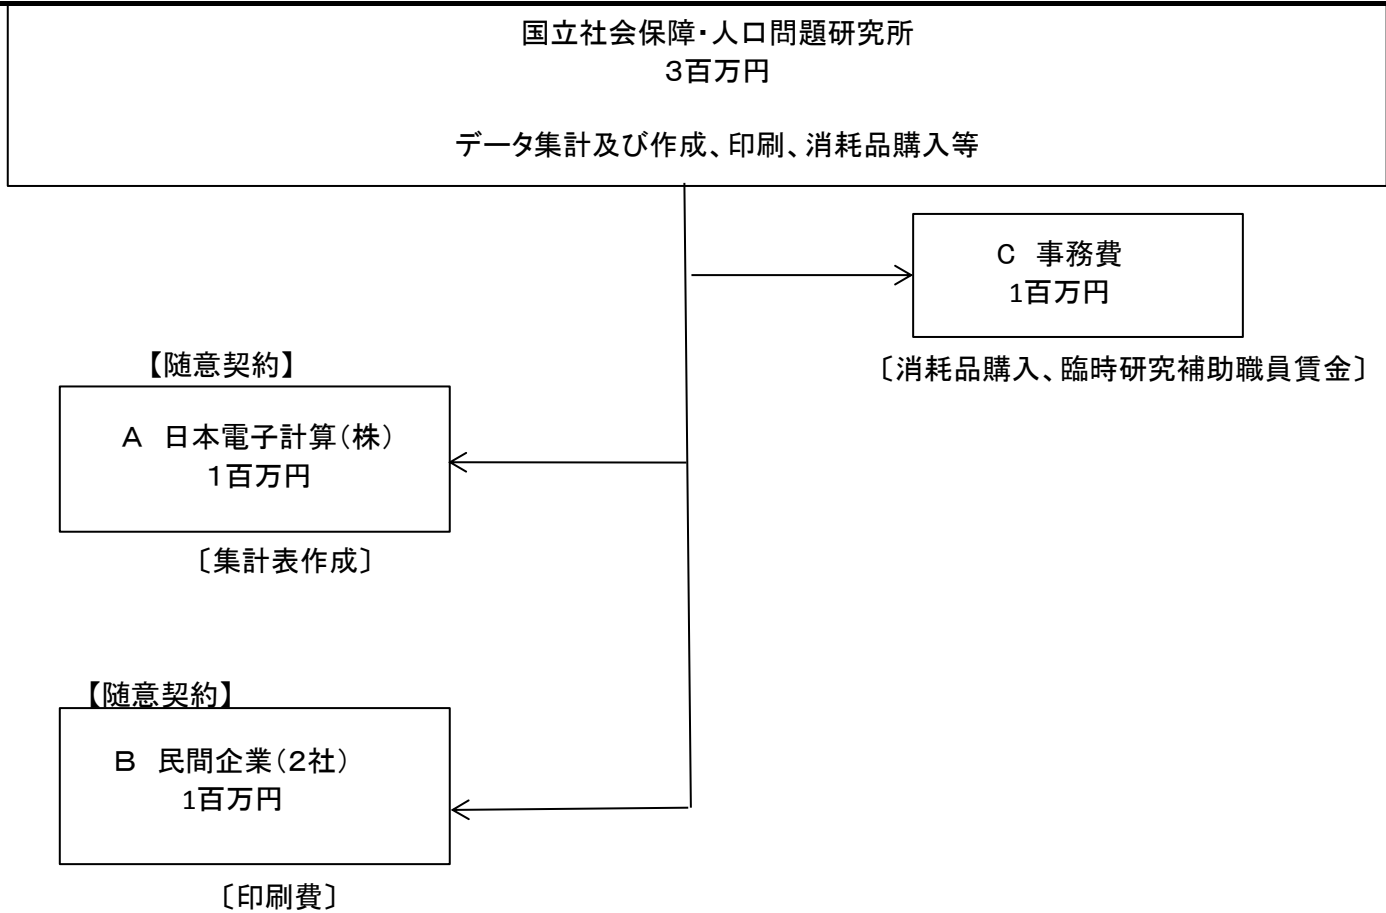 国立社会保障・人口問題研究所
３百万円
データ集計及び作成、印刷、消耗品購入等
Ｃ　事務費
1百万円
〔消耗品購入、臨時研究補助職員賃金〕
【随意契約】
Ａ　日本電子計算（株）
１百万円
〔集計表作成〕
【随意契約】
Ｂ　民間企業（２社）
1百万円
〔印刷費〕